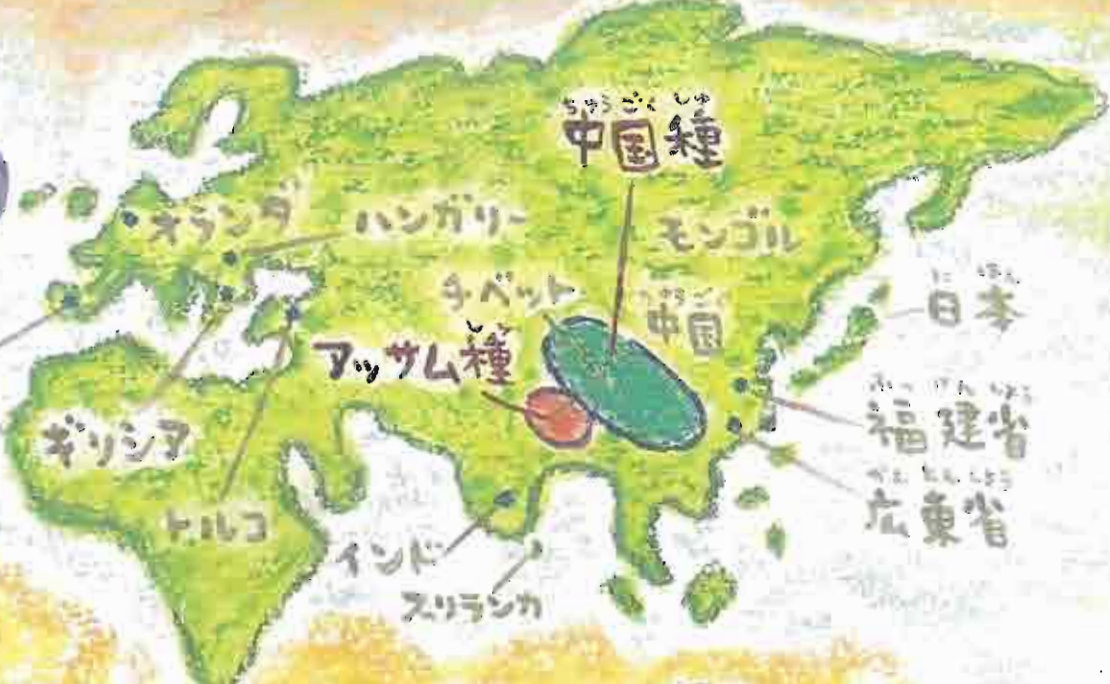 ちゅうごくしゅ
中国種
オランダ
ハンガリー
モンゴル
チベット
ちゅうごく
中国
にほん
日本
しゅ
アッサム種
ふっけんしょう
福建省
ギリシア
かんとんしょう
広東省
トルコ
インド
スリランカ